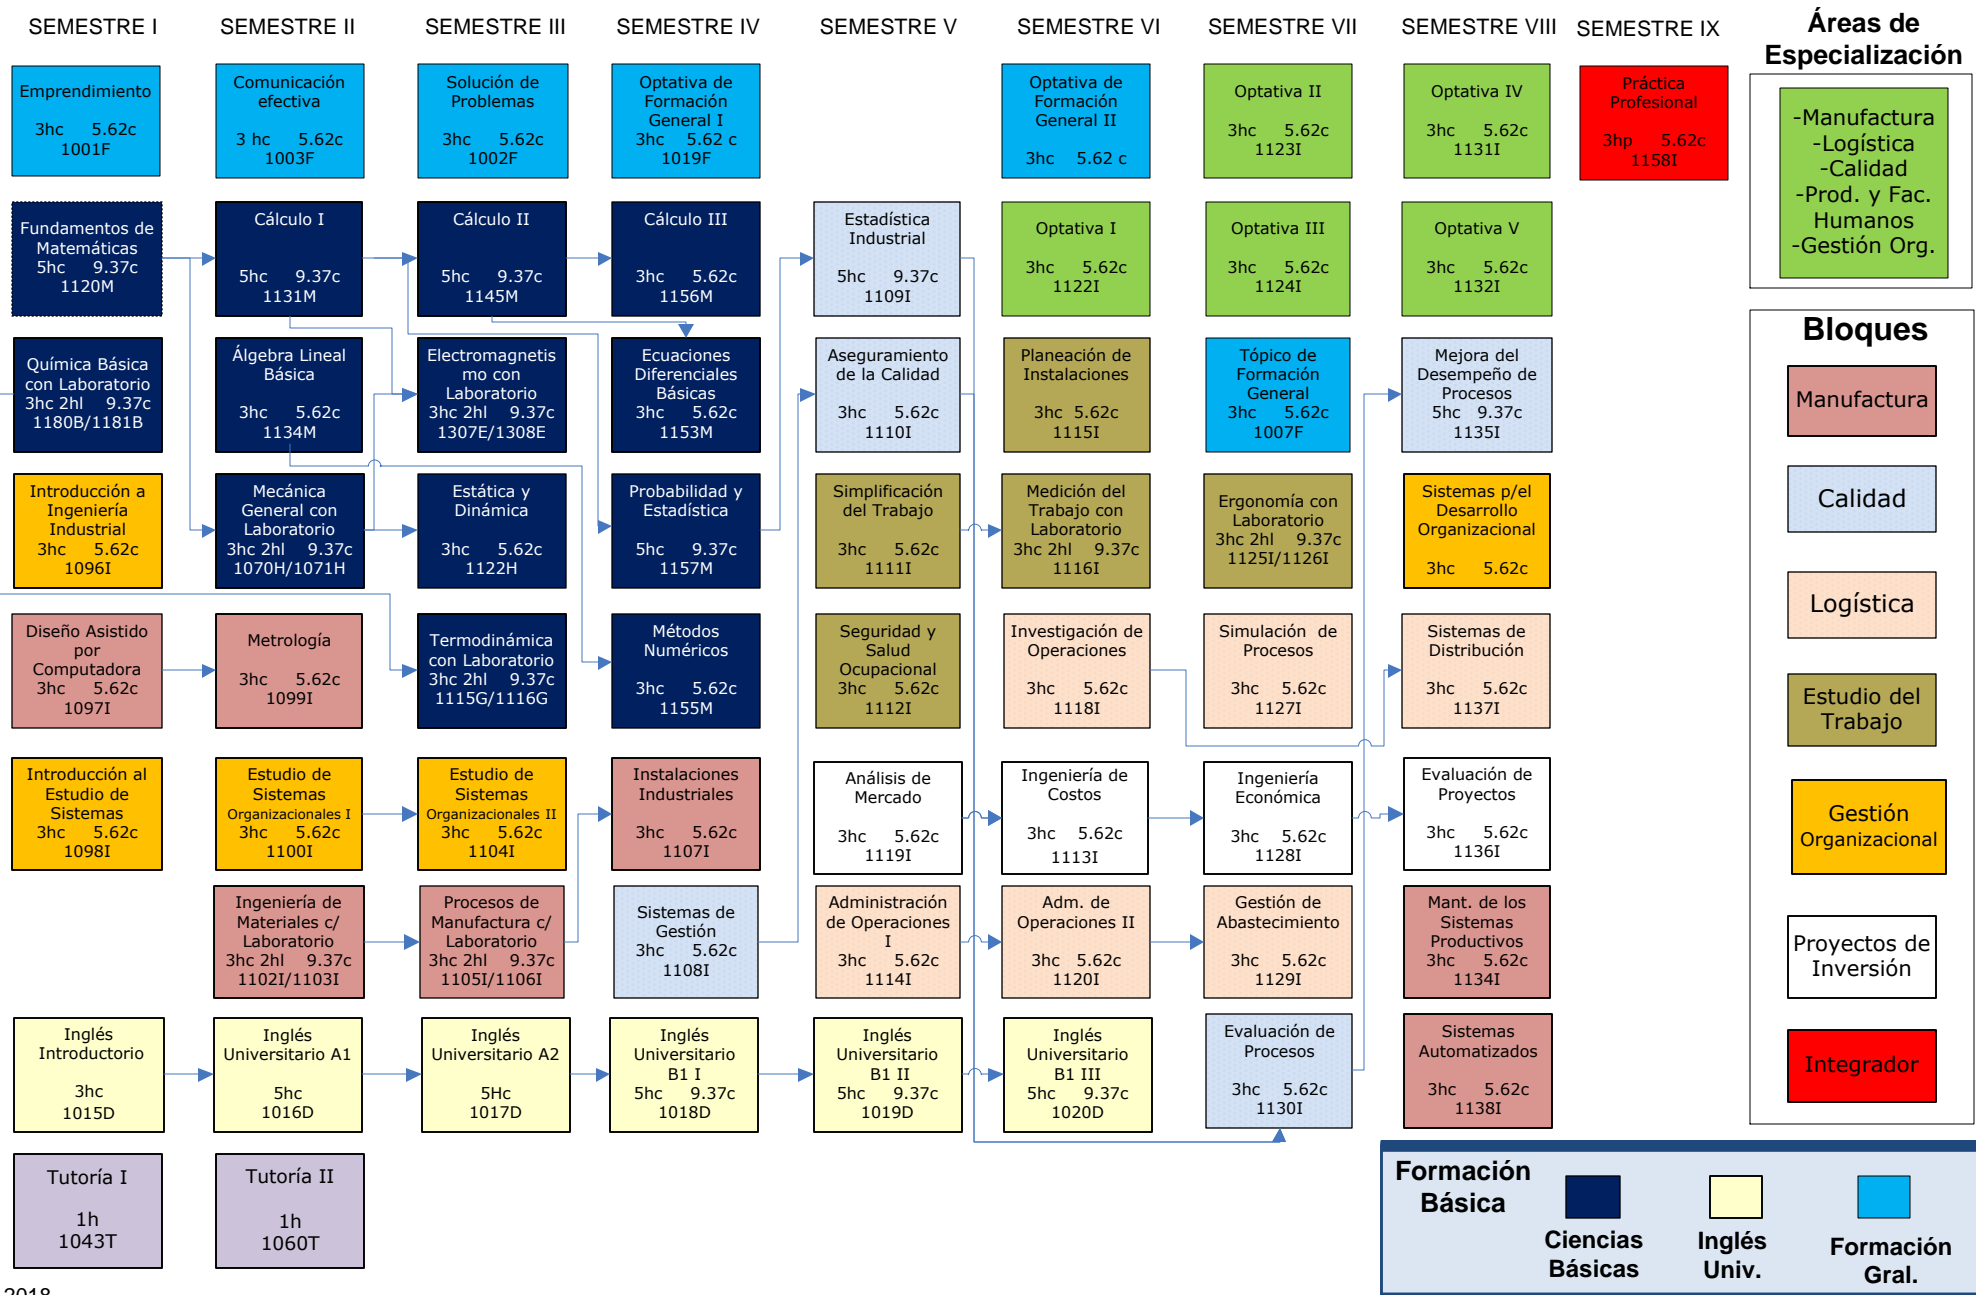 SEMESTRE I
SEMESTRE II
SEMESTRE III
SEMESTRE IV
SEMESTRE V
SEMESTRE VI
SEMESTRE VII
SEMESTRE VIII
SEMESTRE IX
Áreas de
Especialización
Emprendimiento
3hc 5.62c
1001F
Comunicación
efectiva
3 hc 5.62c
1003F
Solución de
Problemas
3hc 5.62c
1002F
Optativa de
Formación
General I
3hc 5.62 c
1019F
Optativa de
Formación
General II
3hc 5.62 c
Optativa II
3hc 5.62c
1123I
Optativa IV
3hc 5.62c
1131I
Práctica
Profesional
3hp 5.62c
1158I
-Manufactura
-Logística
-Calidad
-Prod. y Fac.
Humanos
-Gestión Org.
Fundamentos de
Matemáticas
5hc 9.37c
1120M
Cálculo I
5hc 9.37c
1131M
Cálculo II
5hc 9.37c
1145M
Cálculo III
3hc 5.62c
1156M
Estadística
Industrial
5hc 9.37c
1109I
Optativa I
3hc 5.62c
1122I
Optativa III
3hc 5.62c
1124I
Optativa V
3hc 5.62c
1132I
Química Básica
con Laboratorio
3hc 2hl 9.37c
1180B/1181B
Álgebra Lineal
Básica
3hc 5.62c
1134M
Electromagnetis
mo con
Laboratorio
3hc 2hl 9.37c
1307E/1308E
Ecuaciones
Diferenciales
Básicas
3hc 5.62c
1153M
Aseguramiento
de la Calidad
3hc 5.62c
1110I
Planeación de
Instalaciones
3hc 5.62c
1115I
Tópico de
Formación
General
3hc 5.62c
1007F
Mejora del
Desempeño de
Procesos
5hc 9.37c
1135I
Introducción a
Ingeniería
Industrial
3hc 5.62c
1096I
Mecánica
General con
Laboratorio
3hc 2hl 9.37c
1070H/1071H
Estática y
Dinámica
3hc 5.62c
1122H
Probabilidad y
Estadística
5hc 9.37c
1157M
Simplificación
del Trabajo
3hc 5.62c
1111I
Medición del
Trabajo con
Laboratorio
3hc 2hl 9.37c
1116I
Ergonomía con
Laboratorio
3hc 2hl 9.37c
1125I/1126I
Sistemas p/el
Desarrollo
Organizacional
3hc 5.62c
Diseño Asistido
por
Computadora
3hc 5.62c
1097I
Metrología
3hc 5.62c
1099I
Termodinámica
con Laboratorio
3hc 2hl 9.37c
1115G/1116G
Métodos
Numéricos
3hc 5.62c
1155M
Seguridad y
Salud
Ocupacional
3hc 5.62c
1112I
Investigación de
Operaciones
3hc 5.62c
1118I
Simulación de
Procesos
3hc 5.62c
1127I
Sistemas de
Distribución
3hc 5.62c
1137I
Introducción al
Estudio de
Sistemas
3hc 5.62c
1098I
Estudio de
Sistemas
Organizacionales I
3hc 5.62c
1100I
Estudio de
Sistemas
Organizacionales II
3hc 5.62c
1104I
Instalaciones
Industriales
3hc 5.62c
1107I
Análisis de
Mercado
3hc 5.62c
1119I
Ingeniería de
Costos
3hc 5.62c
1113I
Ingeniería
Económica
3hc 5.62c
1128I
Evaluación de
Proyectos
3hc 5.62c
1136I
Ingeniería de
Materiales c/
Laboratorio
3hc 2hl 9.37c
1102I/1103I
Procesos de
Manufactura c/
Laboratorio
3hc 2hl 9.37c
1105I/1106I
Sistemas de
Gestión
3hc 5.62c
1108I
Administración
de Operaciones
I
3hc 5.62c
1114I
Adm. de
Operaciones II
3hc 5.62c
1120I
Gestión de
Abastecimiento
3hc 5.62c
1129I
Mant. de los
Sistemas
Productivos
3hc 5.62c
1134I
Inglés
Introductorio
3hc
1015D
Inglés
Universitario A1
5hc
1016D
Inglés
Universitario A2
5Hc
1017D
Inglés
Universitario
B1 I
5hc 9.37c
1018D
Inglés
Universitario
B1 II
5hc 9.37c
1019D
Inglés
Universitario
B1 III
5hc 9.37c
1020D
Evaluación de
Procesos
3hc 5.62c
1130I
Sistemas
Automatizados
3hc 5.62c
1138I
Tutoría I
1h
1043T
Tutoría II
1h
1060T
Bloques
Manufactura
Calidad
Logística
Estudio del
Trabajo
Gestión
Organizacional
Proyectos de
Inversión
Integrador
Formación
Básica
Ciencias
Básicas
Inglés
Univ.
Formación
Gral.
2018